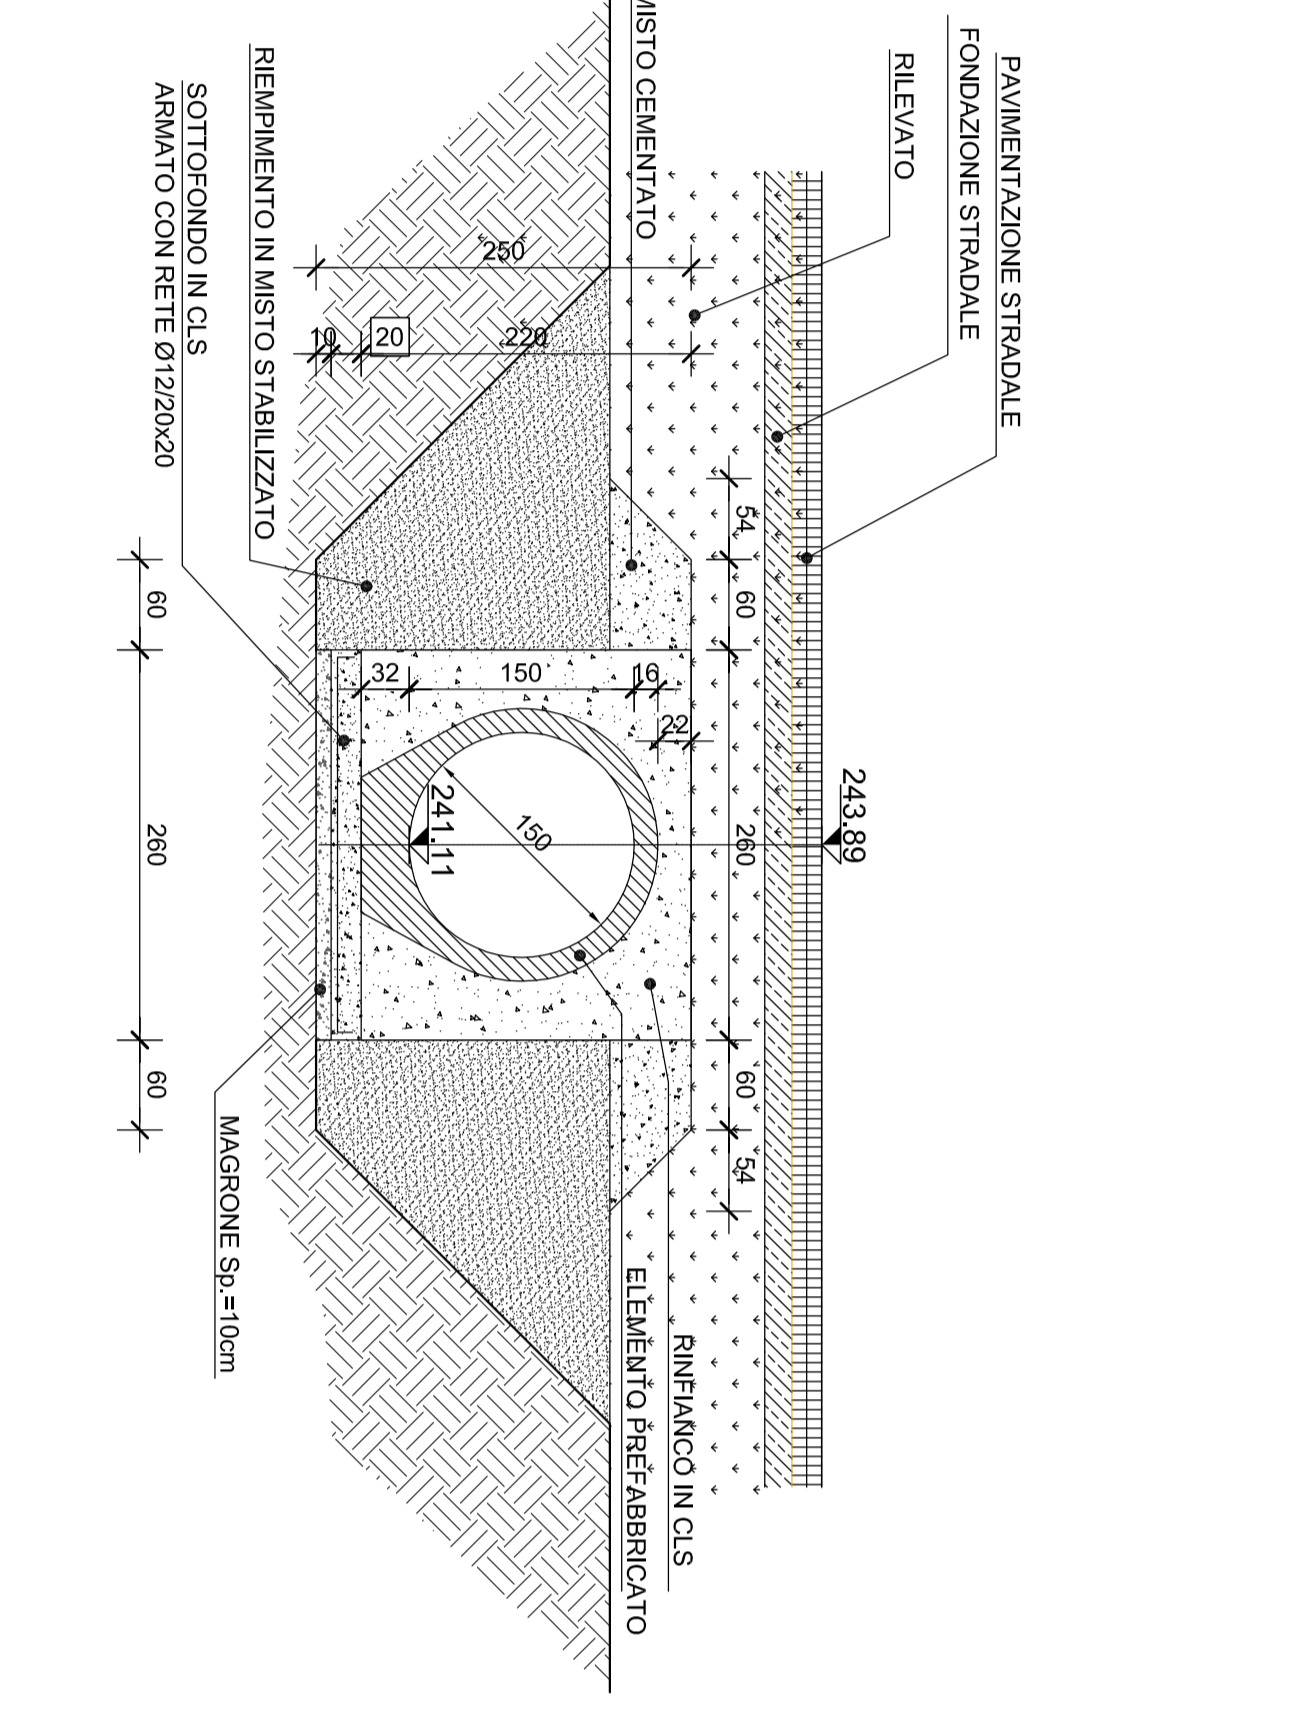 PAVIMENTAZIONE STRADALE
FONDAZIONE STRADALE
RILEVATO
MISTO CEMENTATO
RIEMPIMENTO IN MISTO STABILIZZATO
SOTTOFONDO IN CLS
ARMATO CON RETE Ø12/20x20
243.89
54
60
260
60
54
250
220
20
10
32
150
16
22
150
241.11
RINFIANCO IN CLS
ELEMENTO PREFABBRICATO
MAGRONE Sp.=10cm
60
260
60